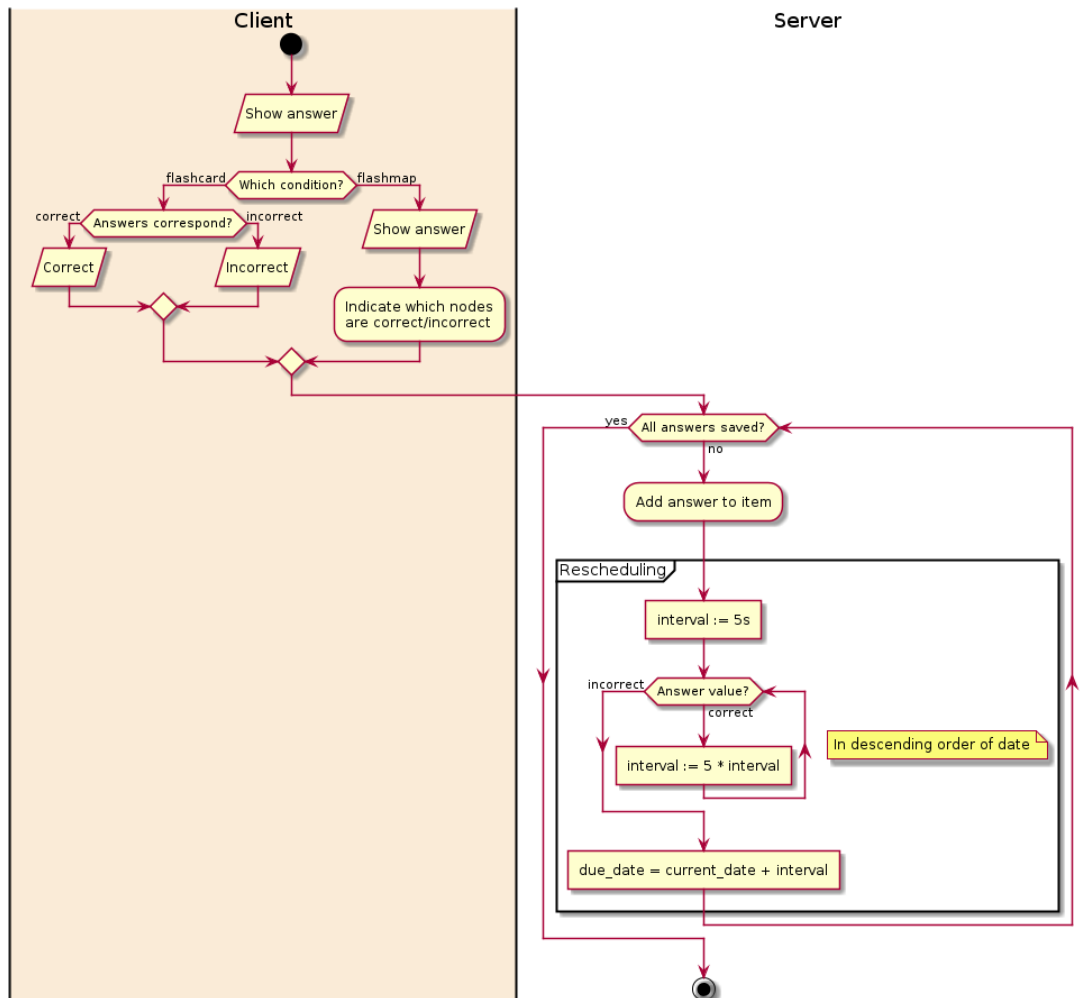 Client
Server
Show answer
flashcard
Which condition?
flashmap
correct
Answers correspond?
incorrect
Show answer
Correct
Incorrect
Indicate which nodes
are correct/incorrect
yes
All answers saved?
no
Add answer to item
Rescheduling
interval := 5s
incorrect
Answer value?
correct
In descending order of date
interval := 5 * interval
due_date = current_date + interval